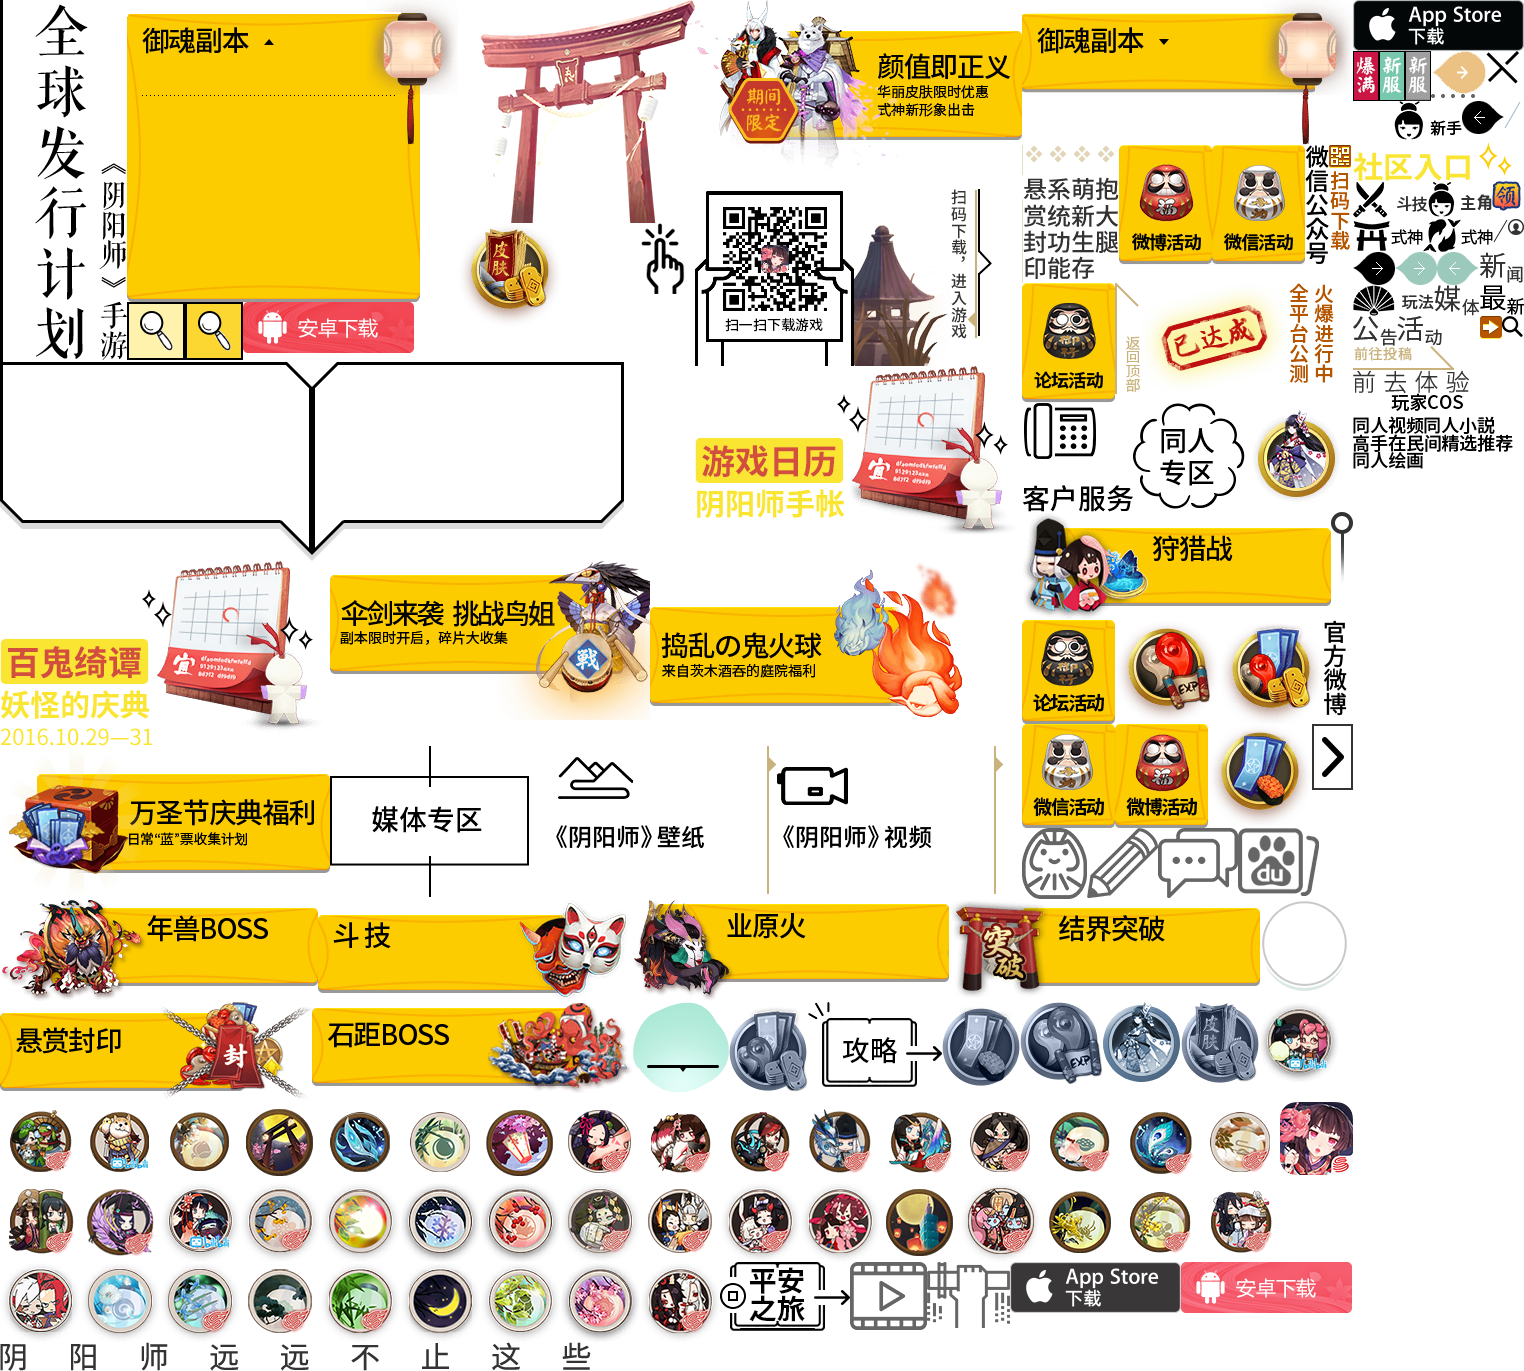 全球发行计划
《阴阳师》手游
御魂副本
安卓下载
皮肤
期间限定
颜值即正义
华丽皮肤限时优惠
式神新形象出击
御魂副本
App Store
下载
爆满
新服
新服
新手
扫一扫下载游戏
扫码下载，进入游戏
悬系萌抱
赏统新大
封功生腿
印能存
微博活动
微信活动
微信公众号
扫码下载
社区入口
斗技
主角
领
式神
式神
新闻
玩法
媒体
最新
公告
活动
前往投稿
前去体验
玩家COS
同人视频同人小説
高手在民间精选推荐
同人绘画
论坛活动
返回顶部
已达成
全平台公测
火爆进行中
客户服务
同人
专区
游戏日历
阴阳师手帐
宜
狩猎战
百鬼绮谭
妖怪的庆典
2016.10.29—31
宜
伞剑来袭 挑战鸟姐
副本限时开启，碎片大收集
戦
捣乱の鬼火球
来自茨木酒吞的庭院福利
论坛活动
EXP
官方微博
微信活动
微博活动
万圣节庆典福利
日常“蓝”票收集计划
媒体专区
《阴阳师》壁纸
《阴阳师》视频
du
年兽BOSS
斗技
业原火
突破
结界突破
悬赏封印
封
石距BOSS
攻略
EXP
皮肤
bilibili
bilibili
bilibili
平安
之旅
App Store
下载
安卓下载
阴阳师远远不止这些